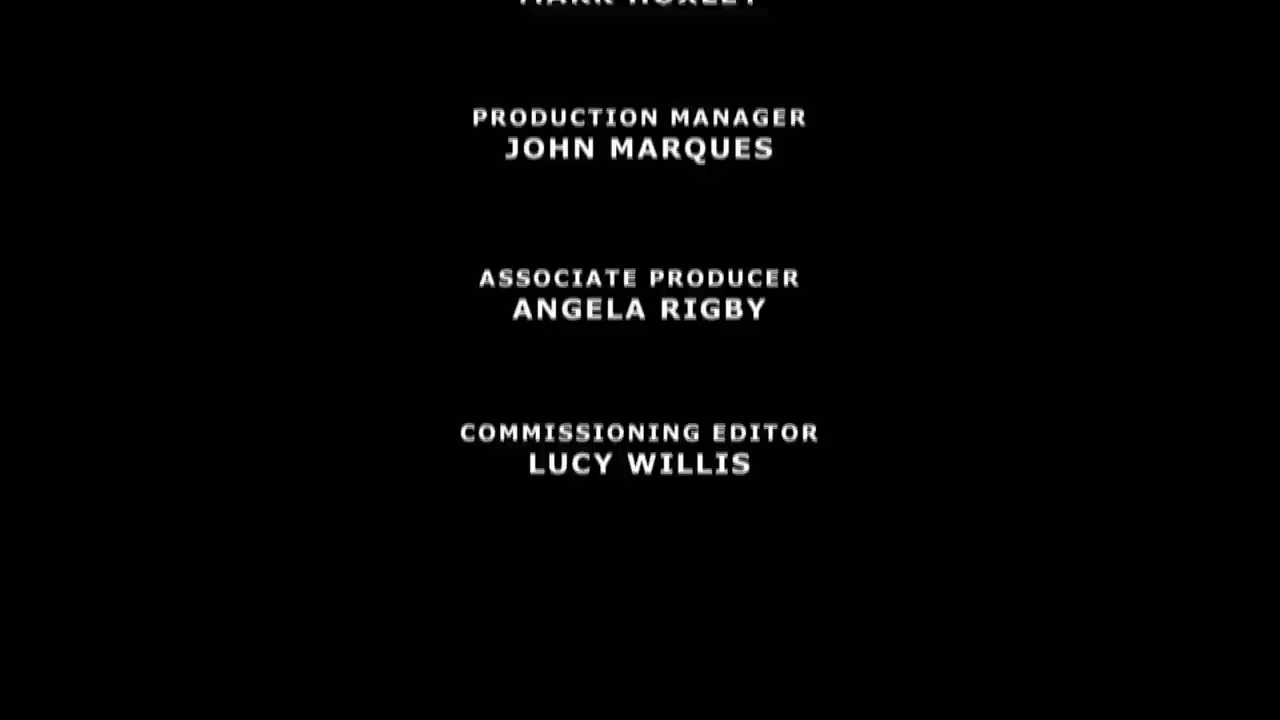 PRODUCTION MANAGER
JOHN MARQUES
ASSOCIATE PRODUCER
ANGELA RIGBY
COMMISSIONING EDITOR
LUCY WILLIS